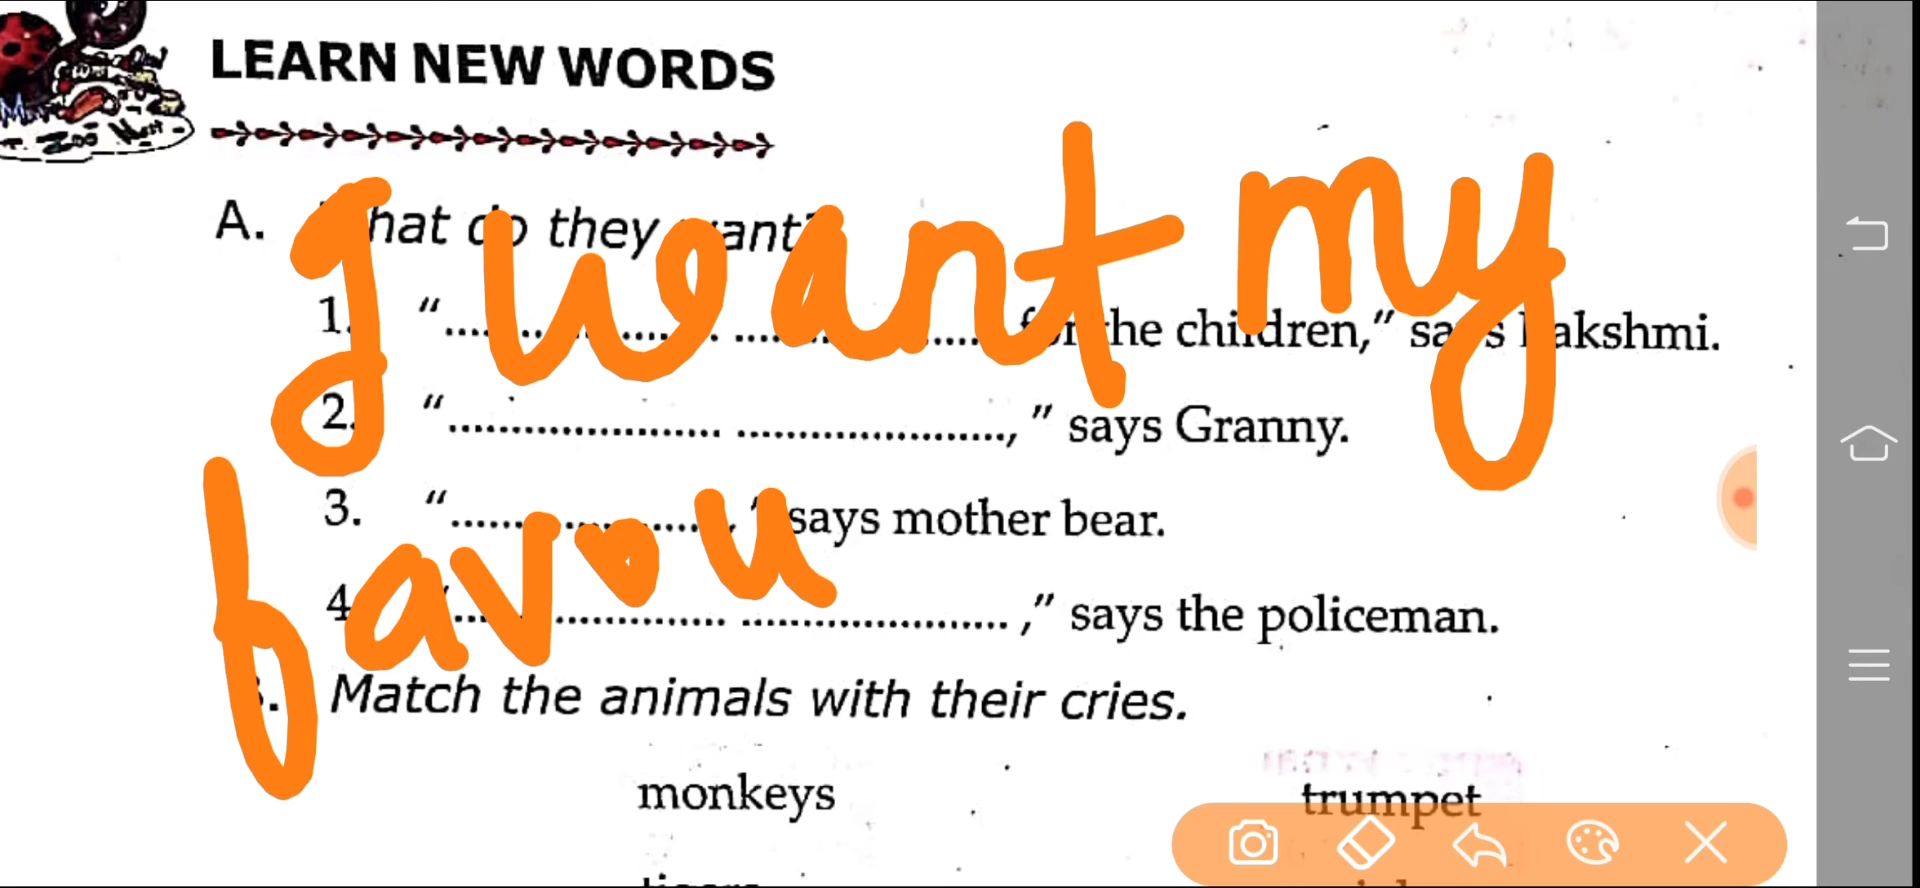 LEARN NEW WORDS
A. What do they want?
1. “.................... .................... for the children,” says Lakshmi.
2. “..................... .....................,” says Granny.
3. “......................,” says mother bear.
4. “..................... .....................,” says the policeman.
B. Match the animals with their cries.
monkeys trumpet
tigers
I want my
favou